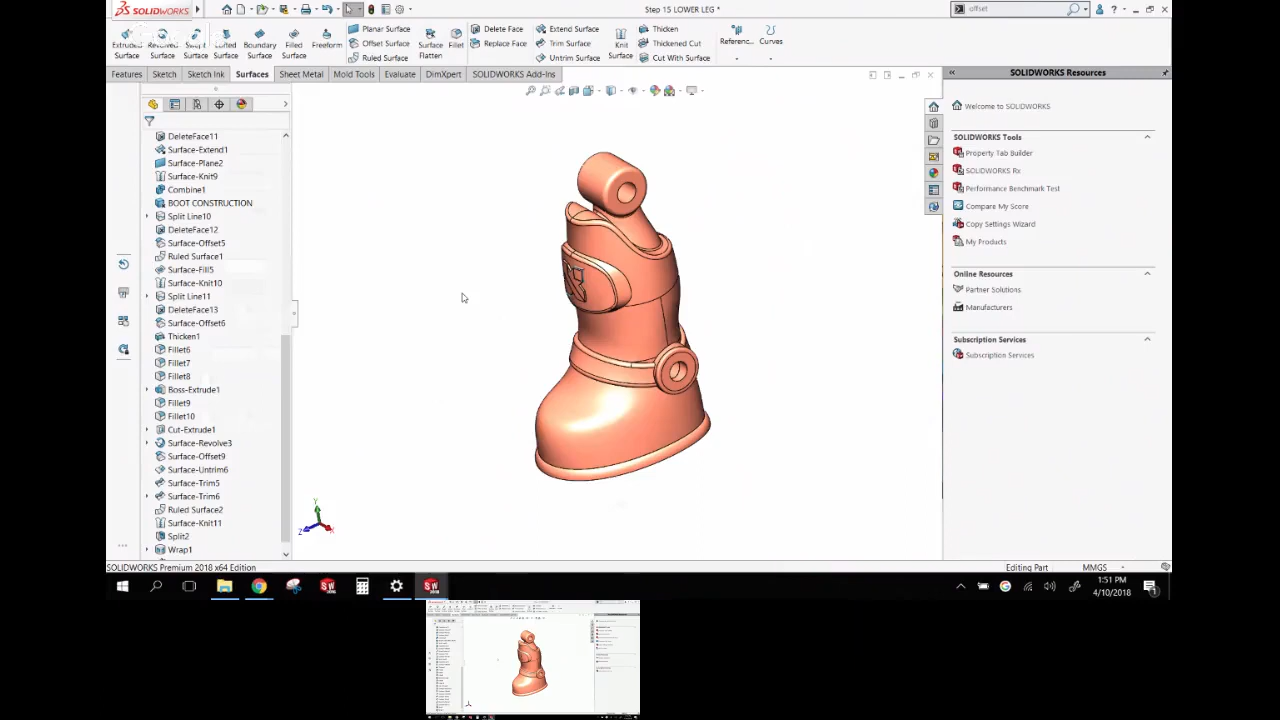 SOLIDWORKS
Step 15 LOWER LEG *
offset
Extruded Surface
Revolved Surface
Swept Surface
Lofted Surface
Boundary Surface
Filled Surface
Freeform
Planar Surface
Offset Surface
Ruled Surface
Surface Flatten
Fillet
Delete Face
Replace Face
Extend Surface
Trim Surface
Untrim Surface
Knit Surface
Thicken
Thickened Cut
Cut With Surface
Referenc...
Curves
Features
Sketch
Sketch Ink
Surfaces
Sheet Metal
Mold Tools
Evaluate
DimXpert
SOLIDWORKS Add-Ins
SOLIDWORKS Resources
DeleteFace11
Surface-Extend1
Surface-Plane2
Surface-Knit9
Combine1
BOOT CONSTRUCTION
Split Line10
DeleteFace12
Surface-Offset5
Ruled Surface1
Surface-Fill5
Surface-Knit10
Split Line11
DeleteFace13
Surface-Offset6
Thicken1
Fillet6
Fillet7
Fillet8
Boss-Extrude1
Fillet9
Fillet10
Cut-Extrude1
Surface-Revolve3
Surface-Offset9
Surface-Untrim6
Surface-Trim5
Surface-Trim6
Ruled Surface2
Surface-Knit11
Split2
Wrap1
Y
Z
X
Welcome to SOLIDWORKS
SOLIDWORKS Tools
Property Tab Builder
SOLIDWORKS Rx
Performance Benchmark Test
Compare My Score
Copy Settings Wizard
My Products
Online Resources
Partner Solutions
Manufacturers
Subscription Services
Subscription Services
SOLIDWORKS Premium 2018 x64 Edition
Editing Part
MMGS
1:51 PM
4/10/2018